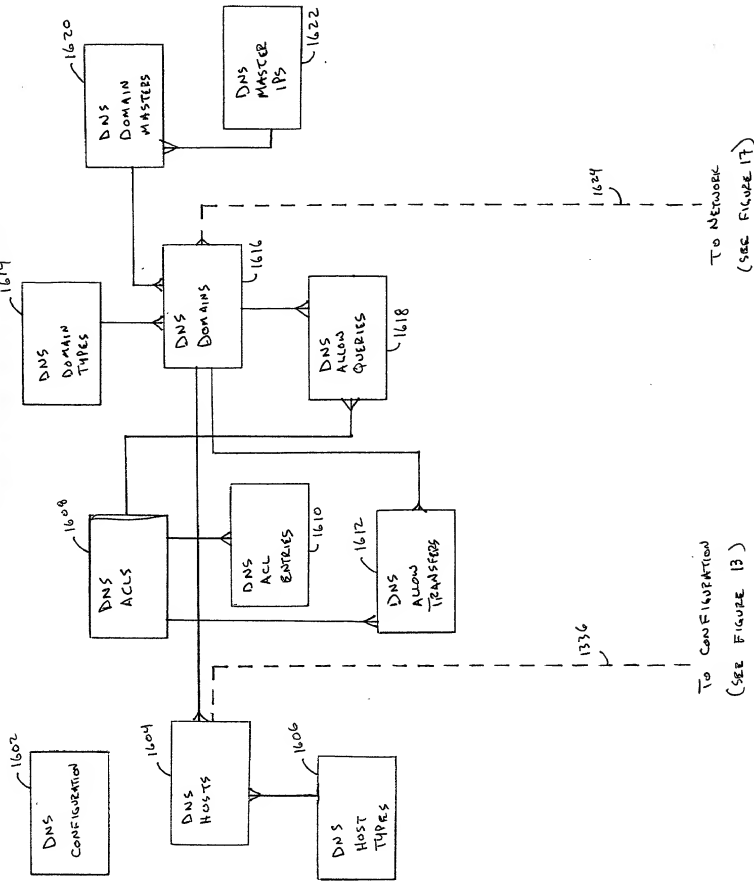 1602
DNS
CONFIGURATION
1604
DNS
HOSTS
1606
DNS
HOST
TYPES
1608
DNS
ACLS
DNS
ACL
ENTRIES
1610
1612
DNS
ALLOW
TRANSFERS
DNS
DOMAIN
TYPES
DNS
DOMAINS
1616
DNS
ALLOW
QUERIES
1618
1620
DNS
DOMAIN
MASTERS
DNS
MASTER
IPS
1622
1336
TO CONFIGURATION
(SEE FIGURE 13)
1624
TO NETWORK
(SEE FIGURE 17)